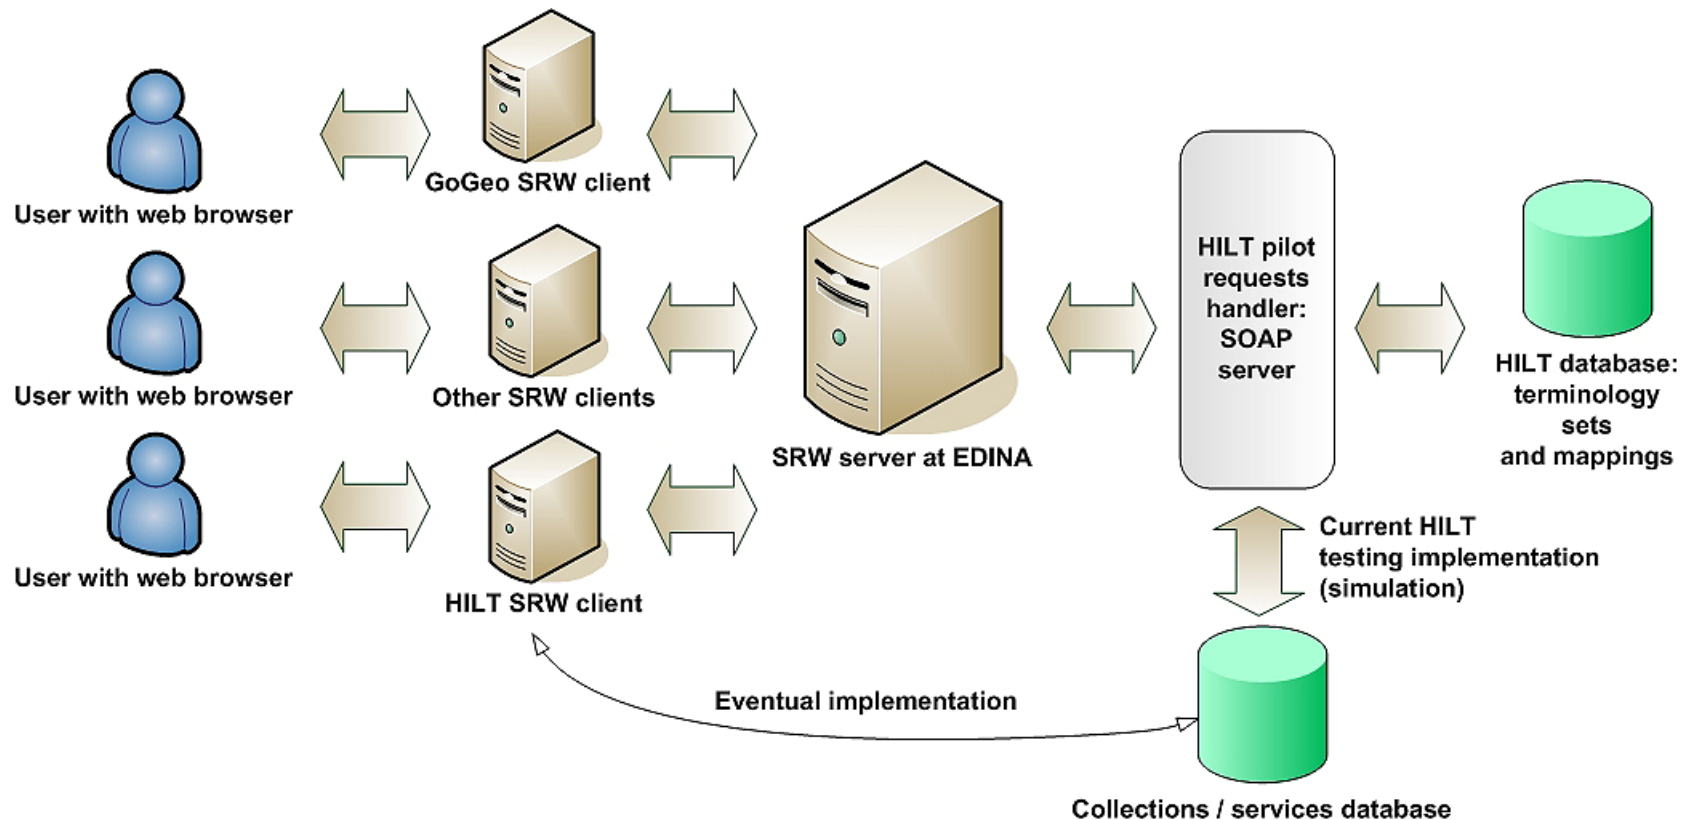 GoGeo SRW client
User with web browser
User with web browser
Other SRW clients
User with web browser
HILT SRW client
SRW server at EDINA
HILT pilot
requests
handler:
SOAP
server
HILT database:
terminology
sets
and mappings
Current HILT
testing implementation
(simulation)
Eventual implementation
Collections / services database